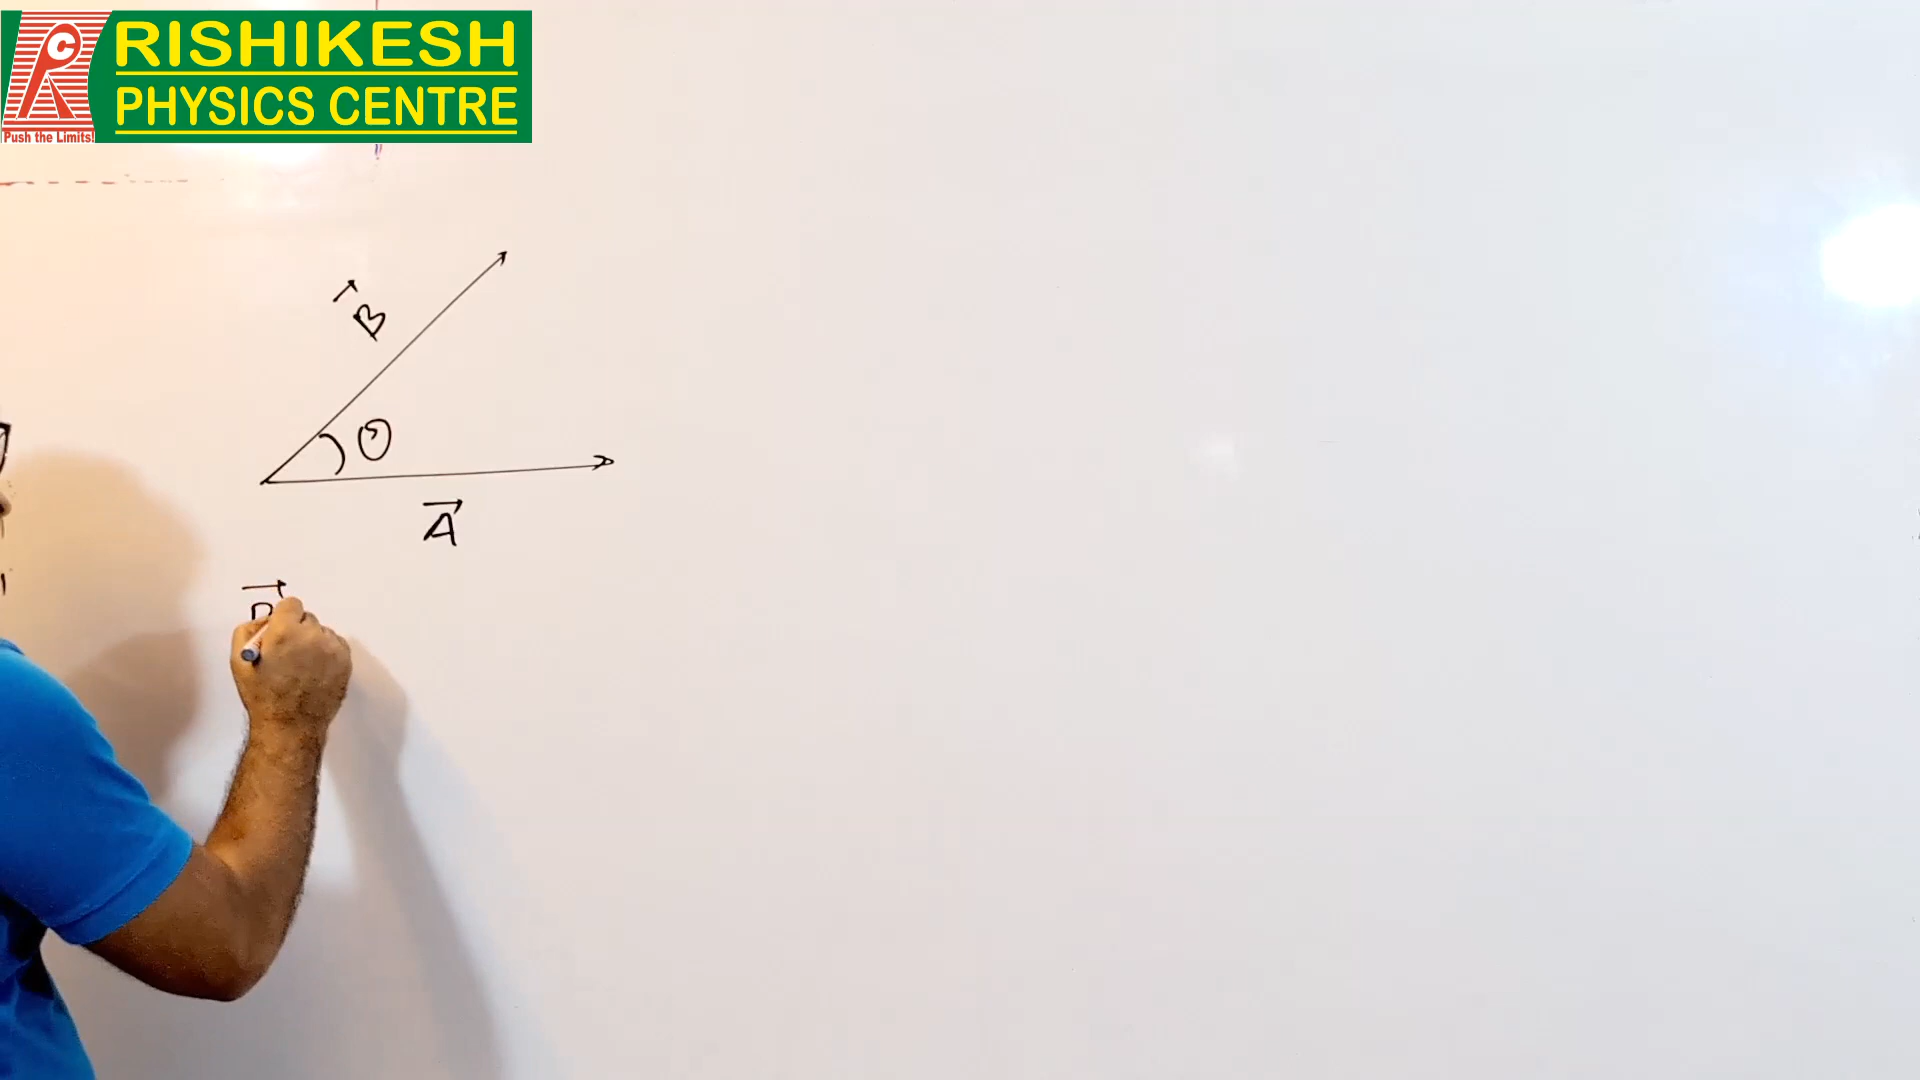 RISHIKESH
PHYSICS CENTRE
Push the Limits!
B
θ
A